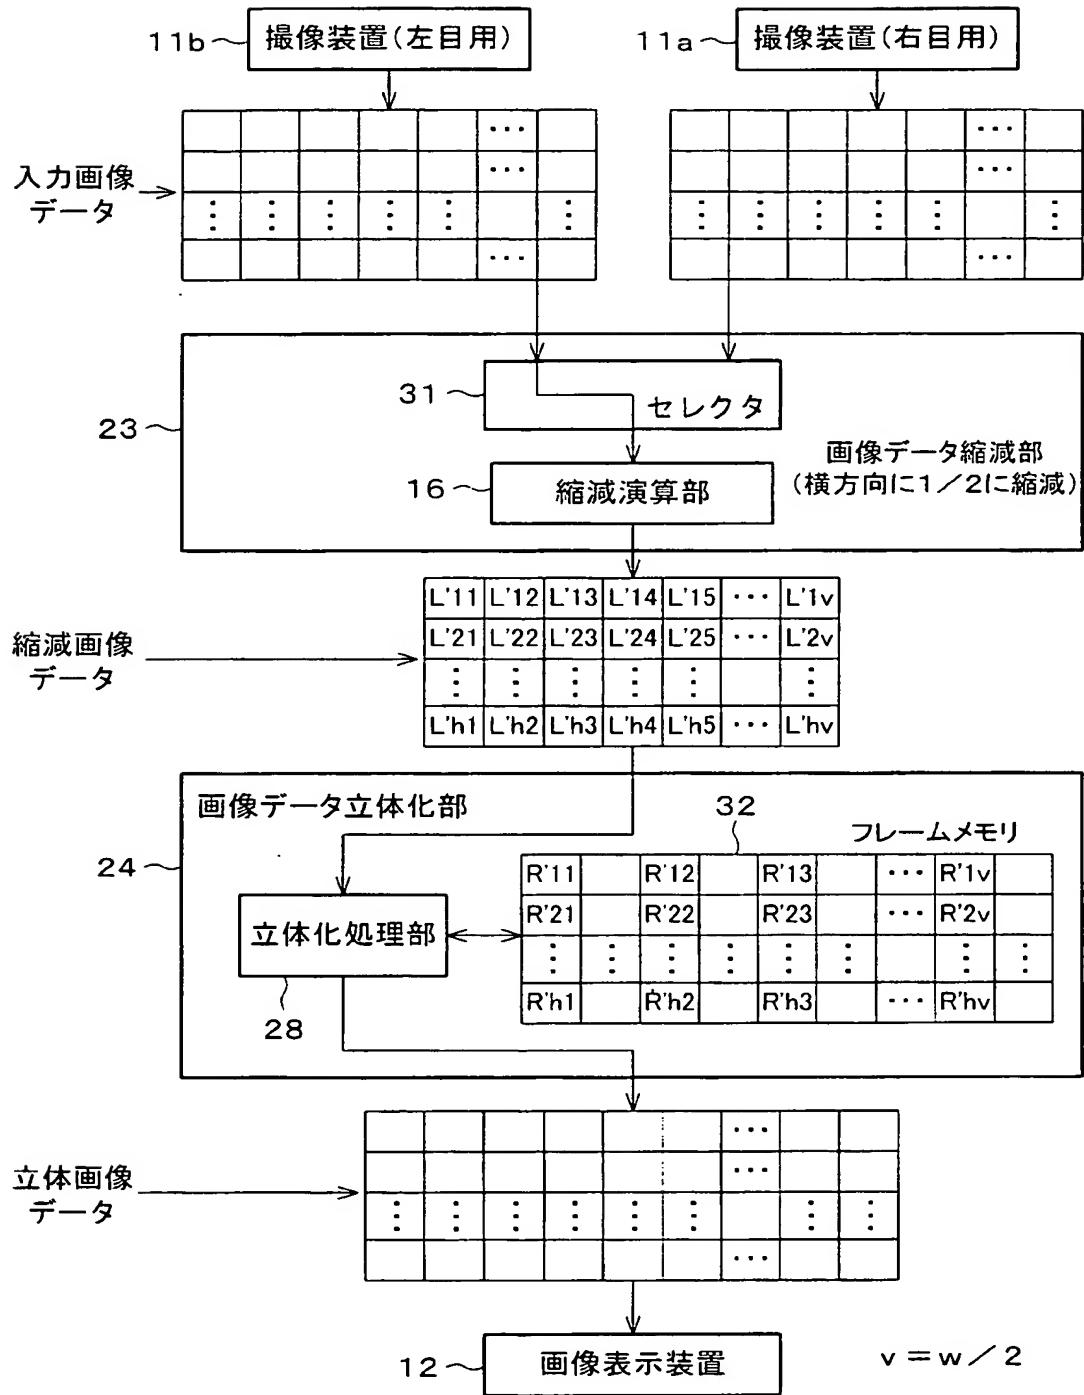 11b 撮像装置(左目用)
11a 撮像装置(右目用)
… …
… …
入力画像
データ
⋮ ⋮ ⋮ ⋮ ⋮ ⋮ ⋮ ⋮ ⋮ ⋮ ⋮ ⋮
… …
31 セレクタ
23
画像データ縮減部
(横方向に1/2に縮減)
16 縮減演算部
L'11 L'12 L'13 L'14 L'15 … L'1v
L'21 L'22 L'23 L'24 L'25 … L'2v
⋮ ⋮ ⋮ ⋮ ⋮ ⋮
L'h1 L'h2 L'h3 L'h4 L'h5 … L'hv
縮減画像
データ
画像データ立体化部
24
32
フレームメモリ
R'11 R'12 R'13 … R'1v
R'21 R'22 R'23 … R'2v
⋮ ⋮ ⋮ ⋮ ⋮ ⋮ ⋮ ⋮
R'h1 R'h2 R'h3 … R'hv
立体化処理部
28
…
…
立体画像
データ
⋮ ⋮ ⋮ ⋮ ⋮ ⋮ ⋮ ⋮
…
12 画像表示装置
v=w/2